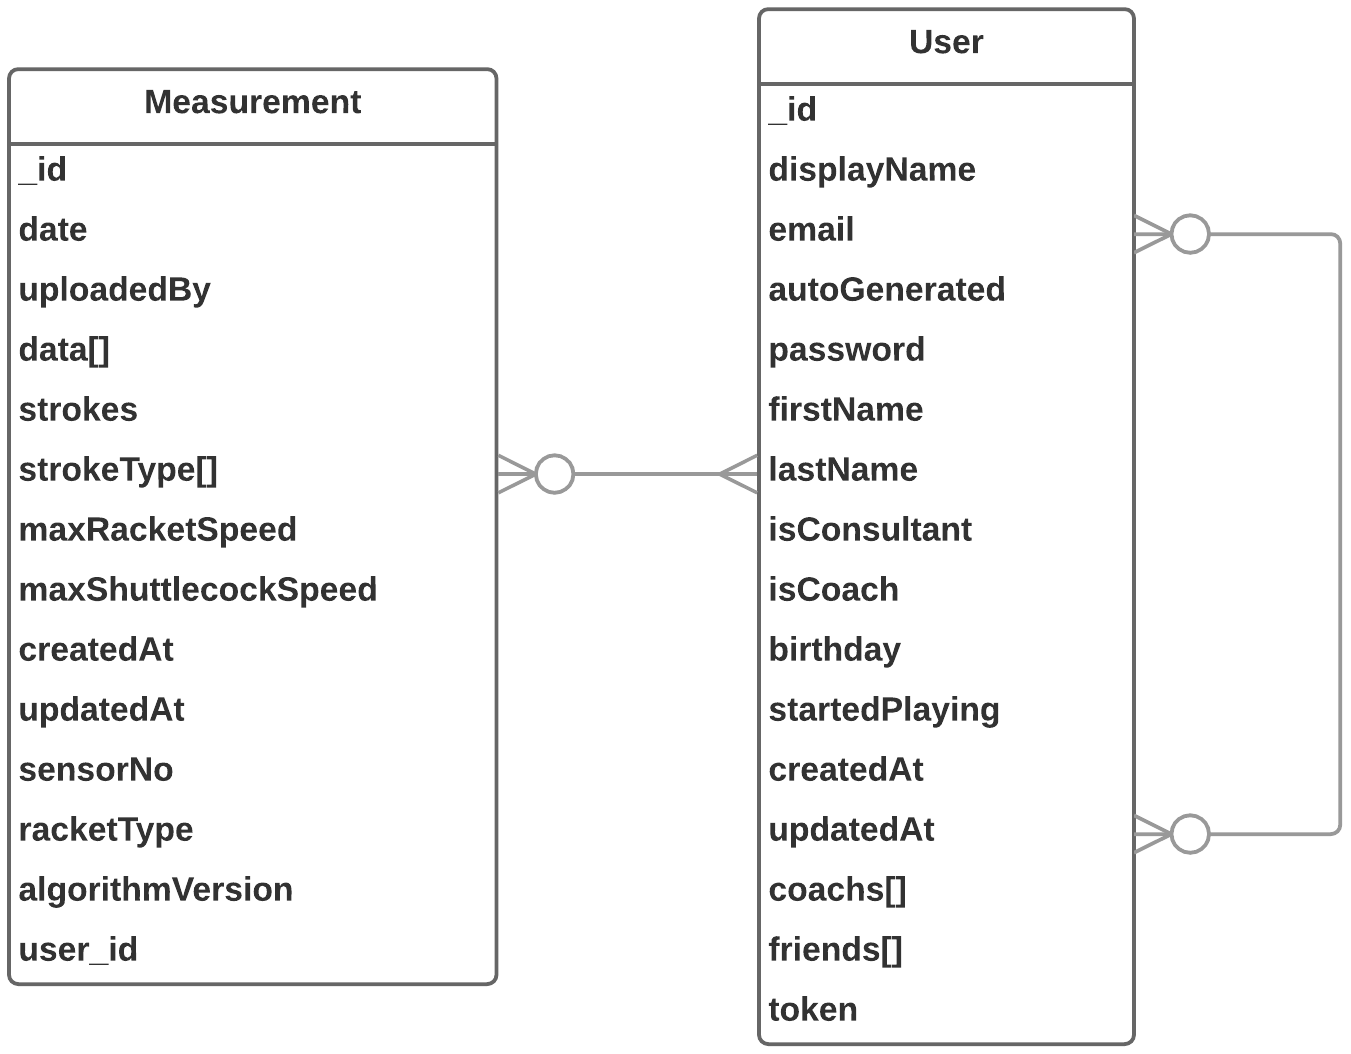 Measurement
_id
date
uploadedBy
data[]
strokes
strokeType[]
maxRacketSpeed
maxShuttlecockSpeed
createdAt
updatedAt
sensorNo
racketType
algorithmVersion
user_id
User
_id
displayName
email
autoGenerated
password
firstName
lastName
isConsultant
isCoach
birthday
startedPlaying
createdAt
updatedAt
coachs[]
friends[]
token